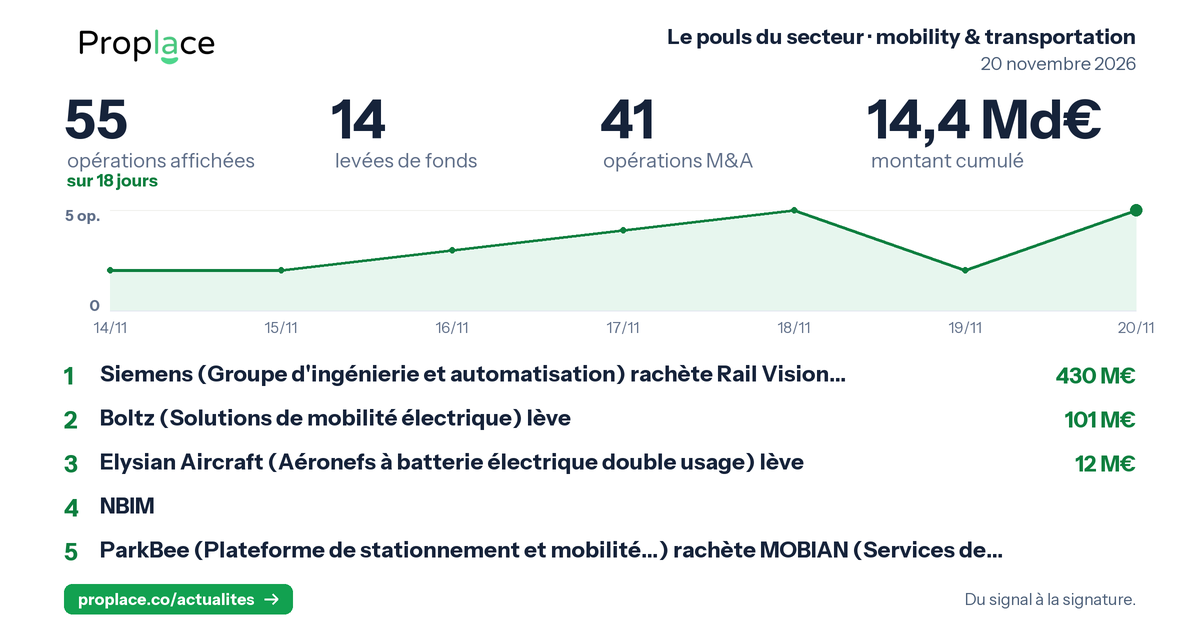 Proplace
Le pouls du secteur · mobility & transportation
20 novembre 2026
55
opérations affichées
sur 18 jours
14
levées de fonds
41
opérations M&A
14,4 Md€
montant cumulé
5 op.
0
14/11
15/11
16/11
17/11
18/11
19/11
20/11
1 Siemens (Groupe d'ingénierie et automatisation) rachète Rail Vision... 430 M€
2 Boltz (Solutions de mobilité électrique) lève 101 M€
3 Elysian Aircraft (Aéronefs à batterie électrique double usage) lève 12 M€
4 NBIM
5 ParkBee (Plateforme de stationnement et mobilité...) rachète MOBIAN (Services de...
proplace.co/actualites →
Du signal à la signature.